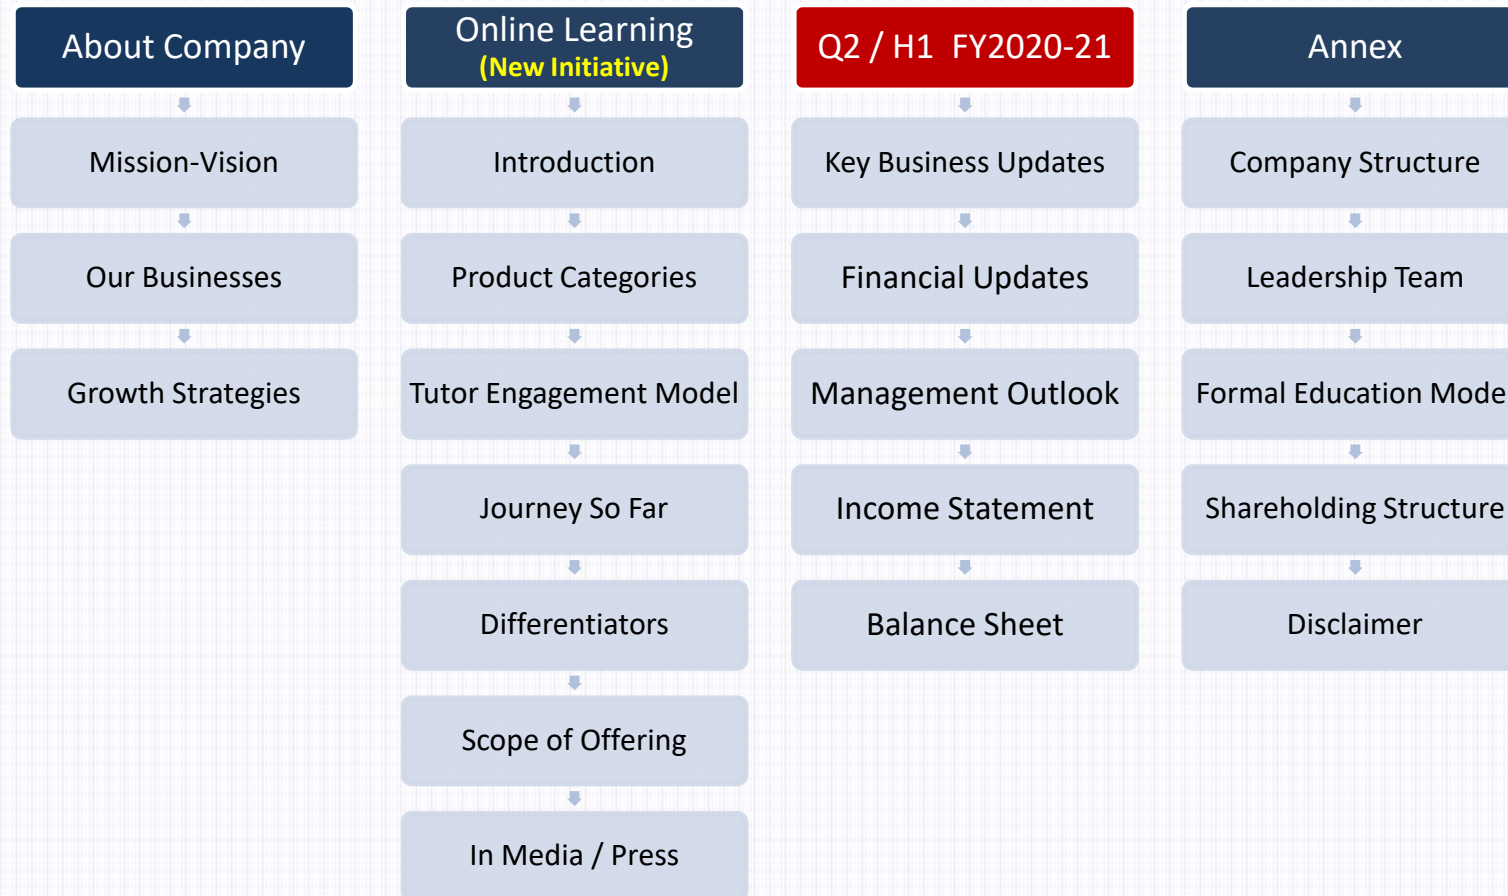 About Company
Mission-Vision
Our Businesses
Growth Strategies
Online Learning
(New Initiative)
Introduction
Product Categories
Tutor Engagement Model
Journey So Far
Differentiators
Scope of Offering
In Media / Press
Q2 / H1 FY2020-21
Key Business Updates
Financial Updates
Management Outlook
Income Statement
Balance Sheet
Annex
Company Structure
Leadership Team
Formal Education Mode
Shareholding Structure
Disclaimer